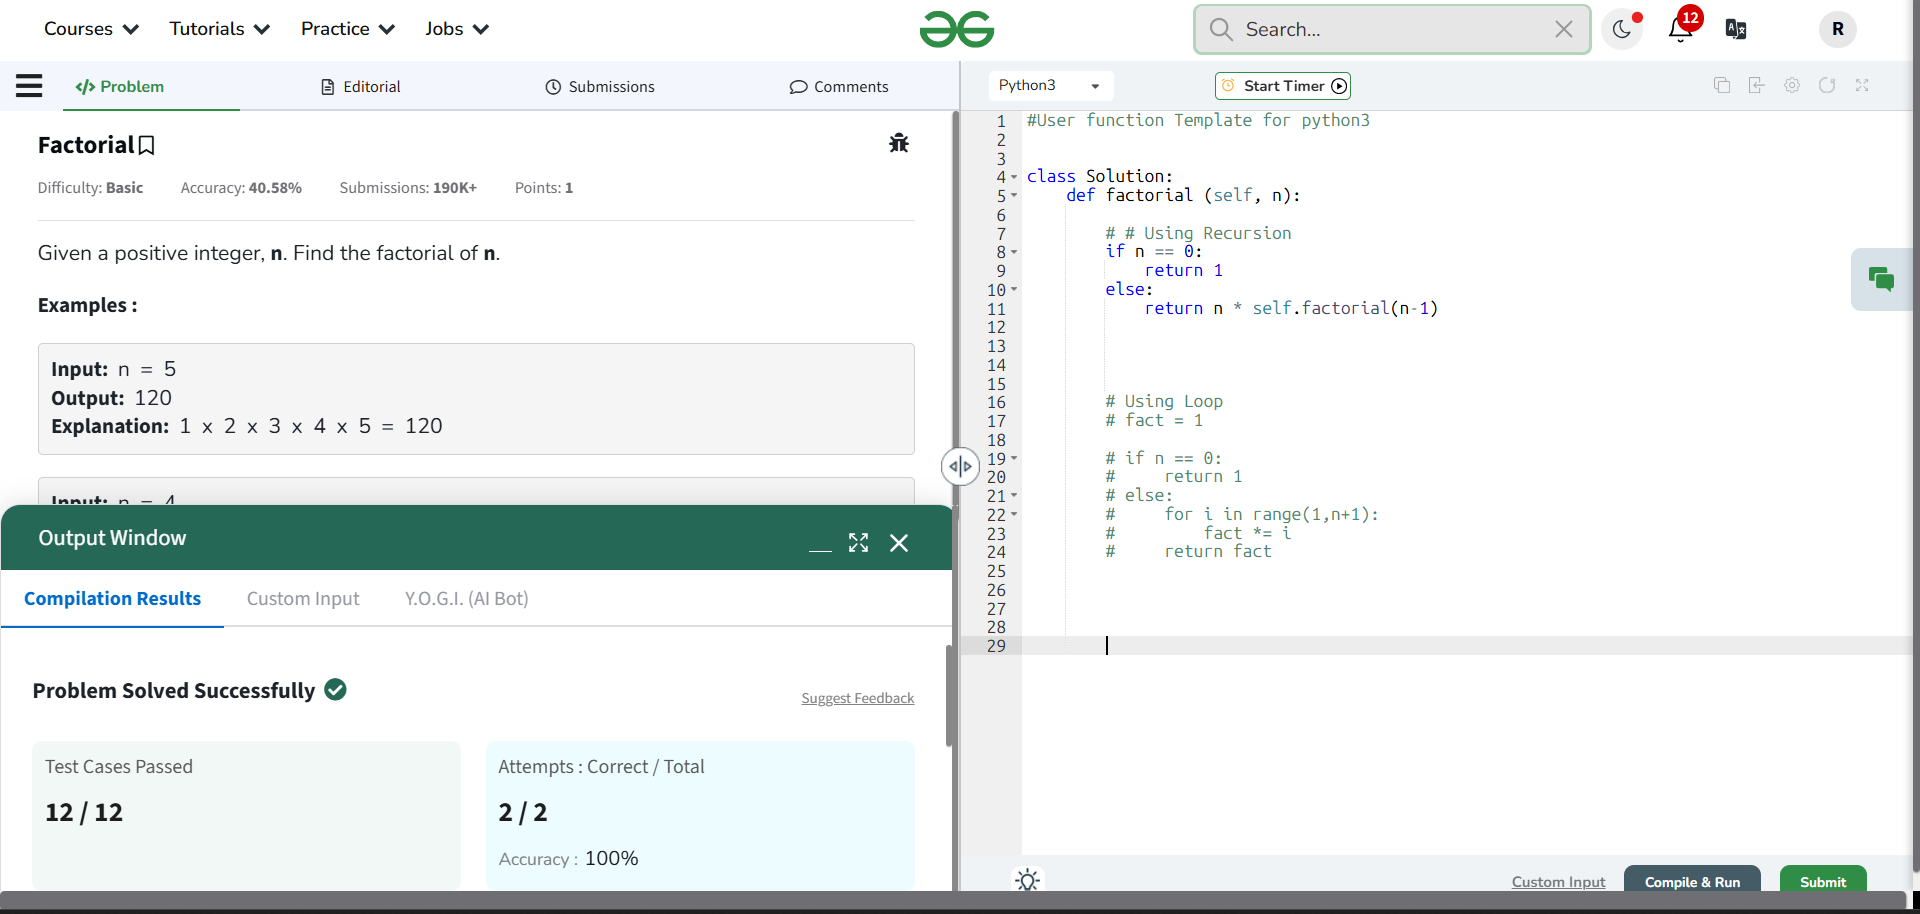 Courses Tutorials Practice Jobs Search... 12 R
Problem Editorial Submissions Comments
Python3 Start Timer
Factorial
Difficulty: Basic Accuracy: 40.58% Submissions: 190K+ Points: 1
Given a positive integer, n. Find the factorial of n.
Examples :
Input: n = 5
Output: 120
Explanation: 1 x 2 x 3 x 4 x 5 = 120
Input: n = 4
Output Window
Compilation Results Custom Input Y.O.G.I. (AI Bot)
Problem Solved Successfully
Suggest Feedback
Test Cases Passed
12 / 12
Attempts : Correct / Total
2 / 2
Accuracy : 100%
1 #User function Template for python3
2
3
4 class Solution:
5     def factorial (self, n):
6
7         # # Using Recursion
8         if n == 0:
9             return 1
10         else:
11             return n * self.factorial(n-1)
12
13
14
15
16         # Using Loop
17         # fact = 1
18
19         # if n == 0:
20         #     return 1
21         # else:
22         #     for i in range(1,n+1):
23         #         fact *= i
24         #     return fact
25
26
27
28
29
Custom Input Compile & Run Submit